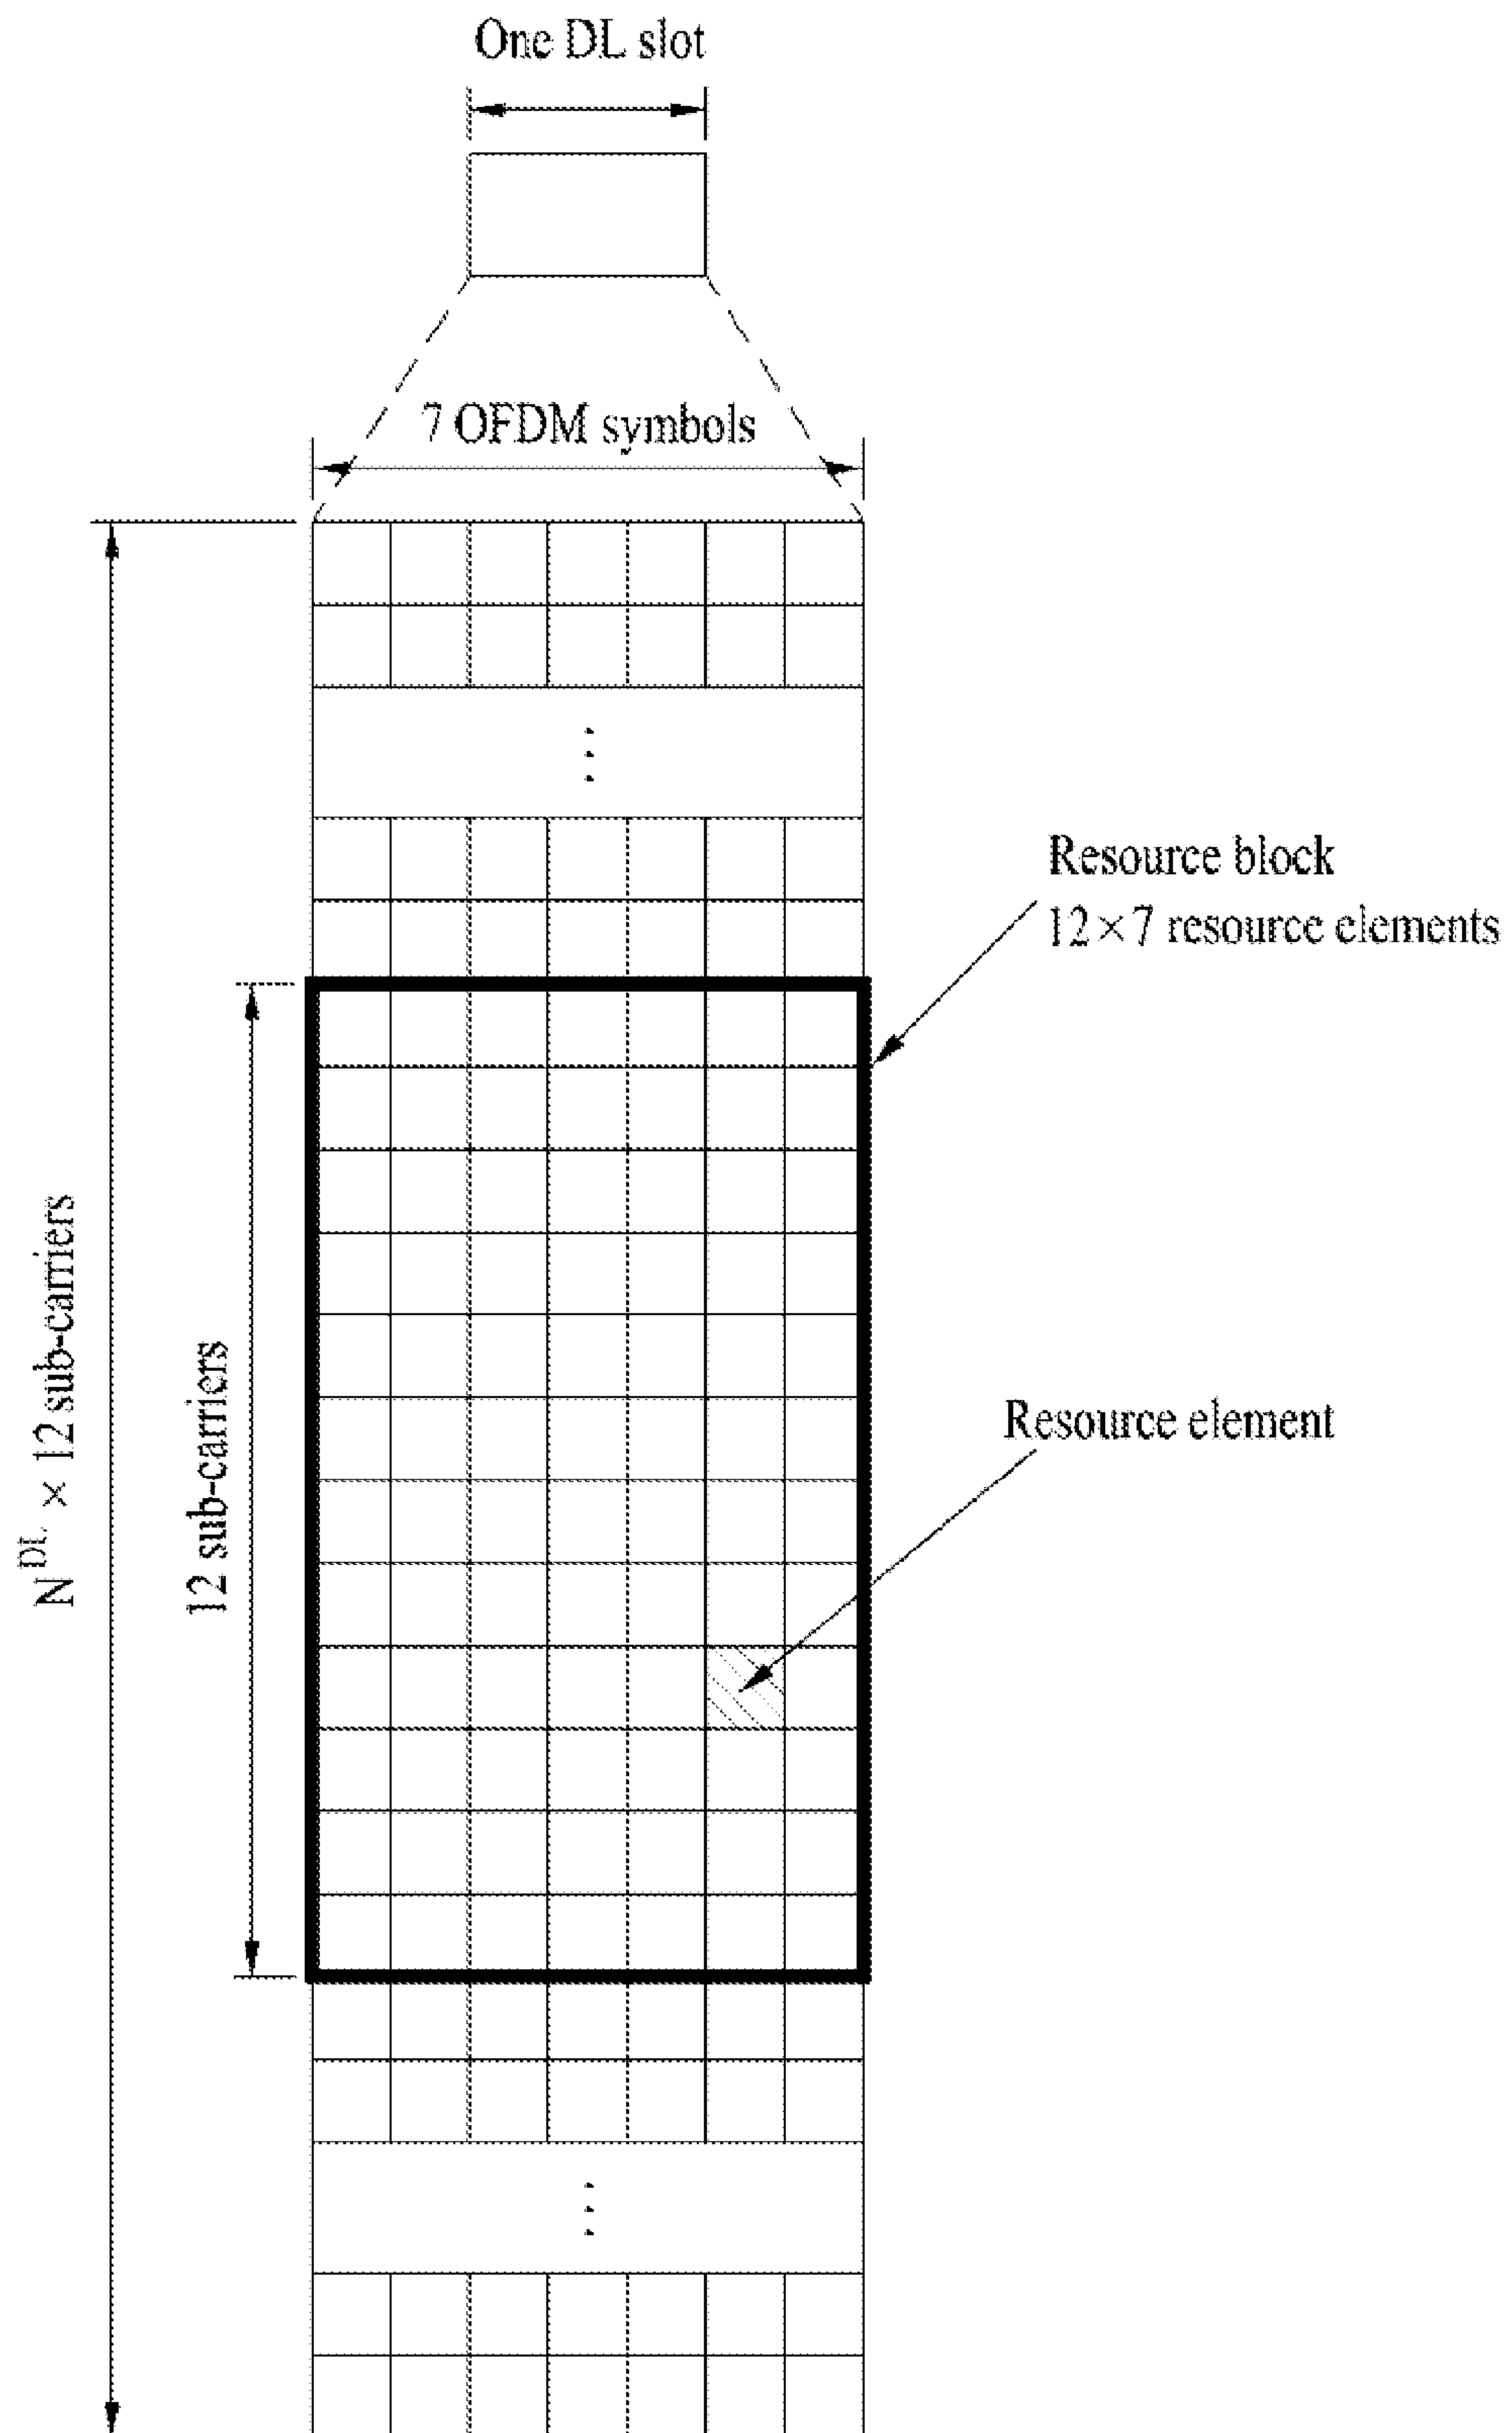 One DL slot
7 OFDM symbols
Resource block
12×7 resource elements
N^DL × 12 sub-carriers
12 sub-carriers
Resource element